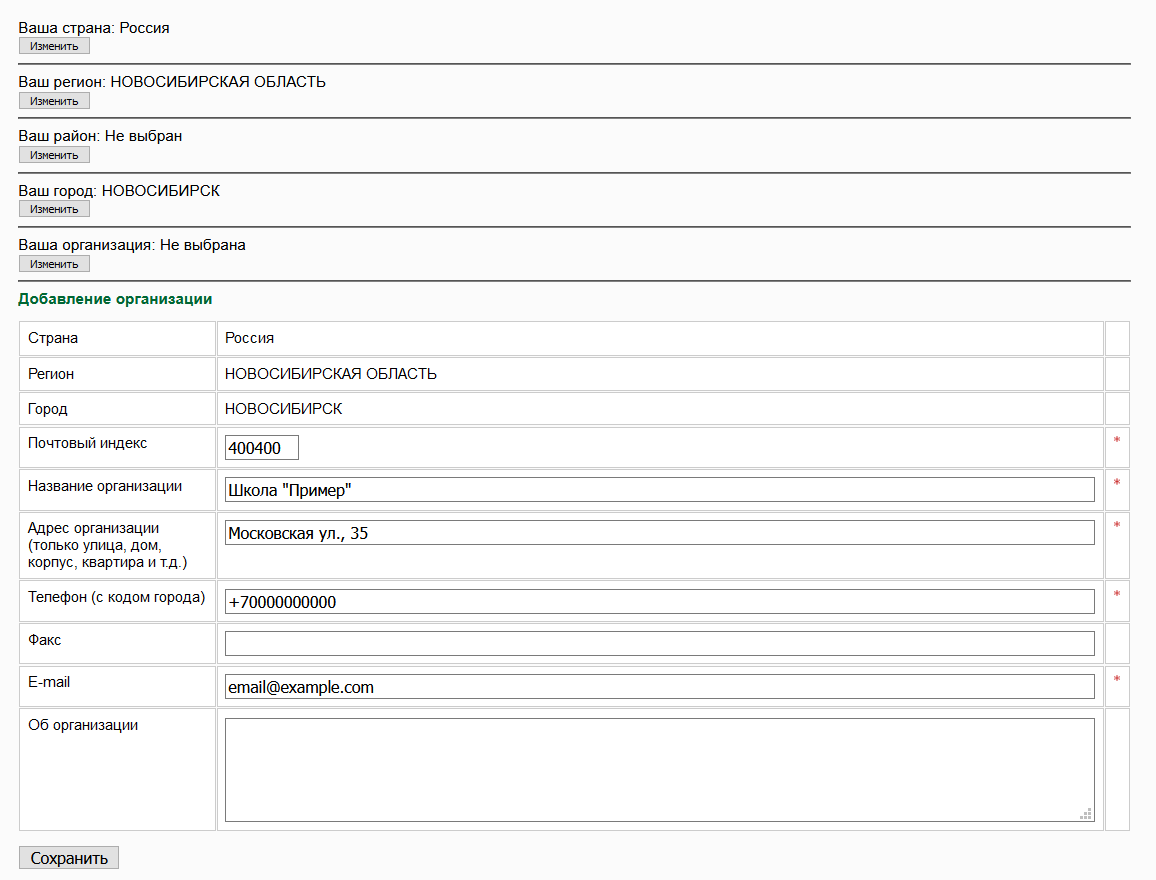 Ваша страна: Россия
Изменить
Ваш регион: НОВОСИБИРСКАЯ ОБЛАСТЬ
Изменить
Ваш район: Не выбран
Изменить
Ваш город: НОВОСИБИРСК
Изменить
Ваша организация: Не выбрана
Изменить
Добавление организации
Страна Россия
Регион НОВОСИБИРСКАЯ ОБЛАСТЬ
Город НОВОСИБИРСК
Почтовый индекс 400400 *
Название организации Школа "Пример" *
Адрес организации Московская ул., 35 *
(только улица, дом,
корпус, квартира и т.д.)
Телефон (с кодом города) +70000000000 *
Факс
E-mail email@example.com *
Об организации
Сохранить